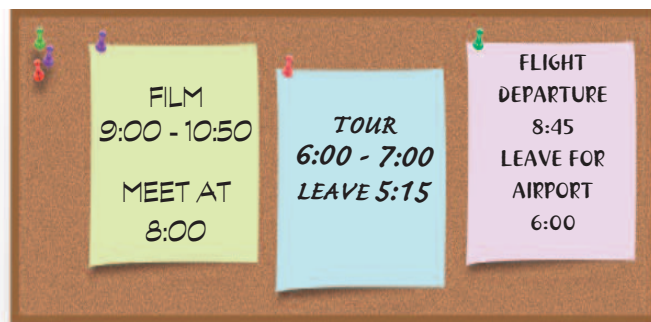 FILM
9:00 - 10:50
MEET AT
8:00
TOUR
6:00 - 7:00
LEAVE 5:15
FLIGHT
DEPARTURE
8:45
LEAVE FOR
AIRPORT
6:00